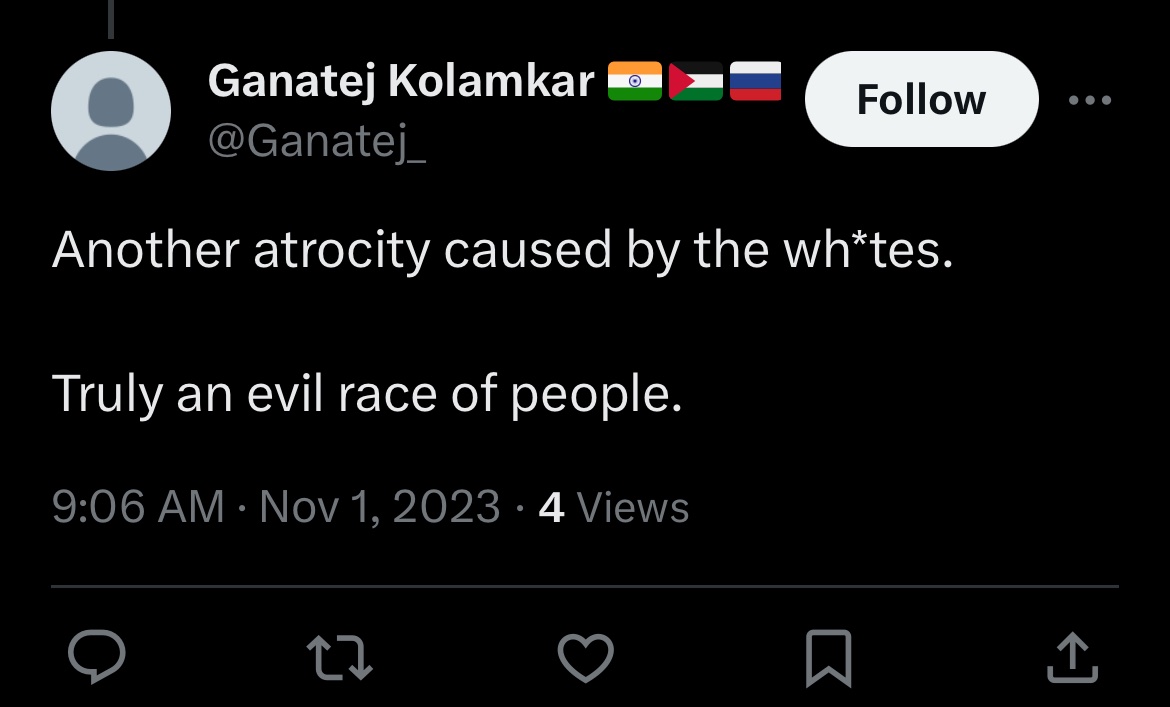 Ganatej Kolamkar 🇮🇳🇵🇸🇷🇺
Follow
@Ganatej_
Another atrocity caused by the wh*tes.
Truly an evil race of people.
9:06 AM · Nov 1, 2023 · 4 Views